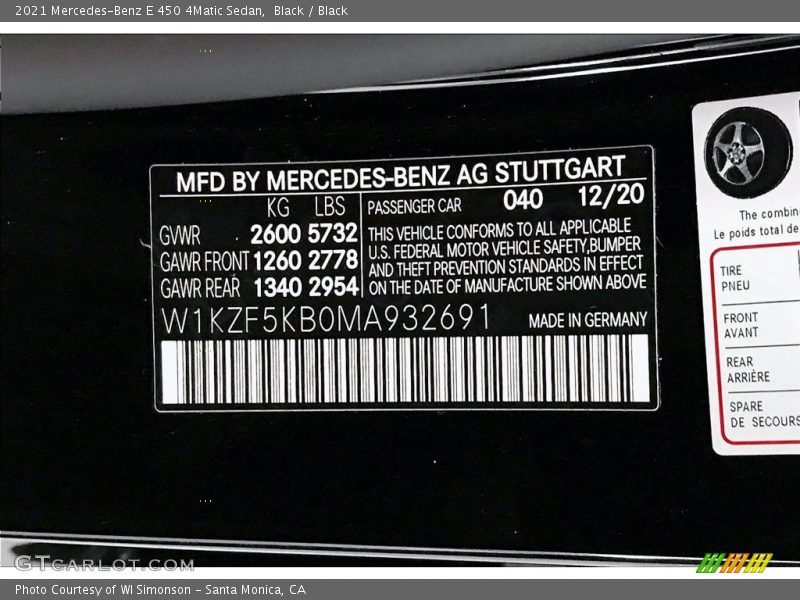 2021 Mercedes-Benz E 450 4Matic Sedan, Black / Black
MFD BY MERCEDES-BENZ AG STUTTGART
KG LBS
GVWR 2600 5732
GAWR FRONT 1260 2778
GAWR REAR 1340 2954
PASSENGER CAR 040 12/20
THIS VEHICLE CONFORMS TO ALL APPLICABLE
U.S. FEDERAL MOTOR VEHICLE SAFETY,BUMPER
AND THEFT PREVENTION STANDARDS IN EFFECT
ON THE DATE OF MANUFACTURE SHOWN ABOVE
W1KZF5KB0MA932691 MADE IN GERMANY
The combin
Le poids total de
TIRE
PNEU
FRONT
AVANT
REAR
ARRIÈRE
SPARE
DE SECOURS
GTCARLOT.COM
Photo Courtesy of WI Simonson - Santa Monica, CA